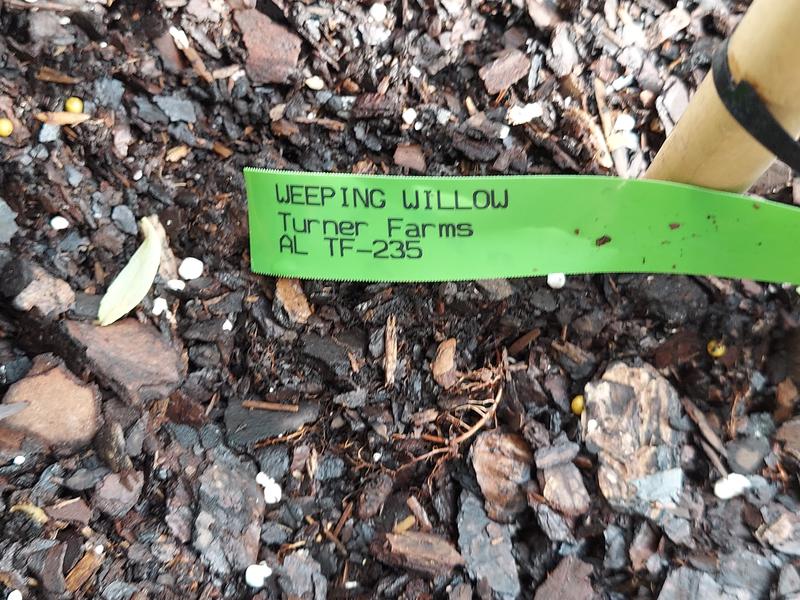 WEEPING WILLOW
Turner Farms
AL TF-235